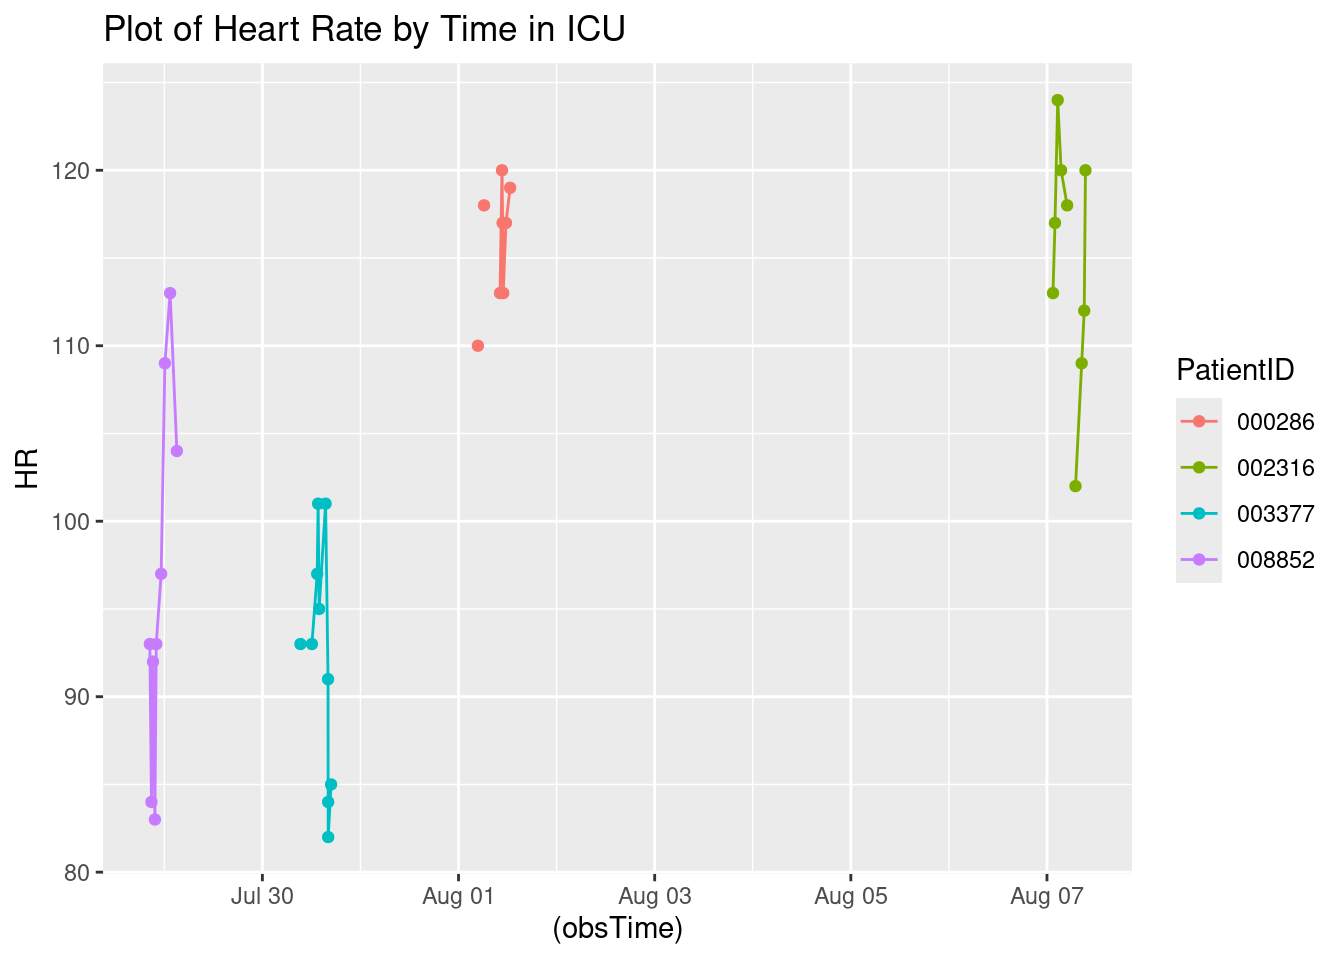 Plot of Heart Rate by Time in ICU
120
110
100
90
80
HR
Jul 30 Aug 01 Aug 03 Aug 05 Aug 07
(obsTime)
PatientID
000286
002316
003377
008852